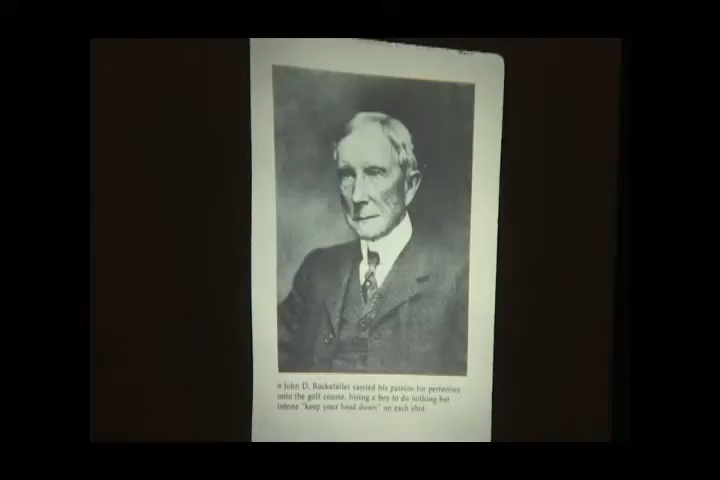 John D. Rockefeller carried his passion for perfection
onto the golf course, hiring a boy to do nothing but
intone "keep your head down" on each shot.